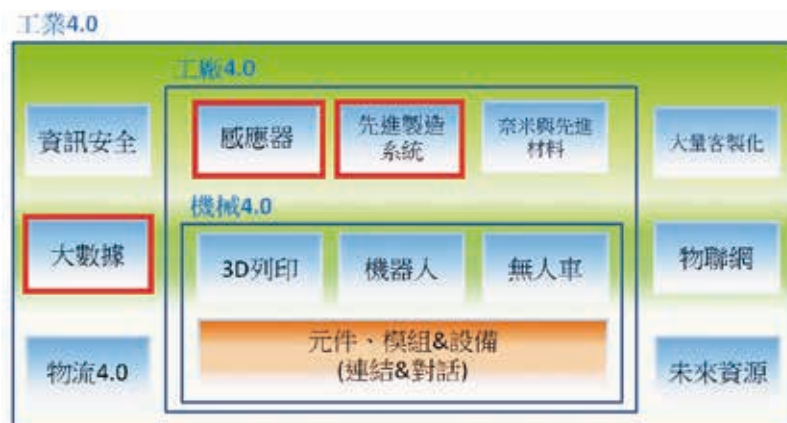 工業4.0
工廠4.0
資訊安全
感應器
先進製造
系統
奈米與先進
材料
大量客製化
機械4.0
大數據
3D列印
機器人
無人車
物聯網
元件、模組&設備
(連結&對話)
物流4.0
未來資源